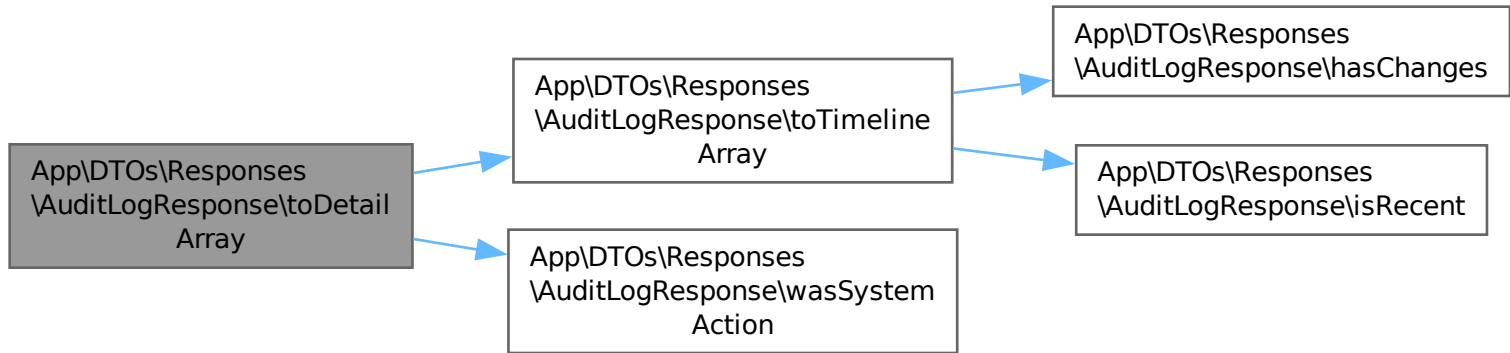 App\DTOs\Responses
\AuditLogResponse\toDetail
Array
App\DTOs\Responses
\AuditLogResponse\toTimeline
Array
App\DTOs\Responses
\AuditLogResponse\hasChanges
App\DTOs\Responses
\AuditLogResponse\isRecent
App\DTOs\Responses
\AuditLogResponse\wasSystem
Action